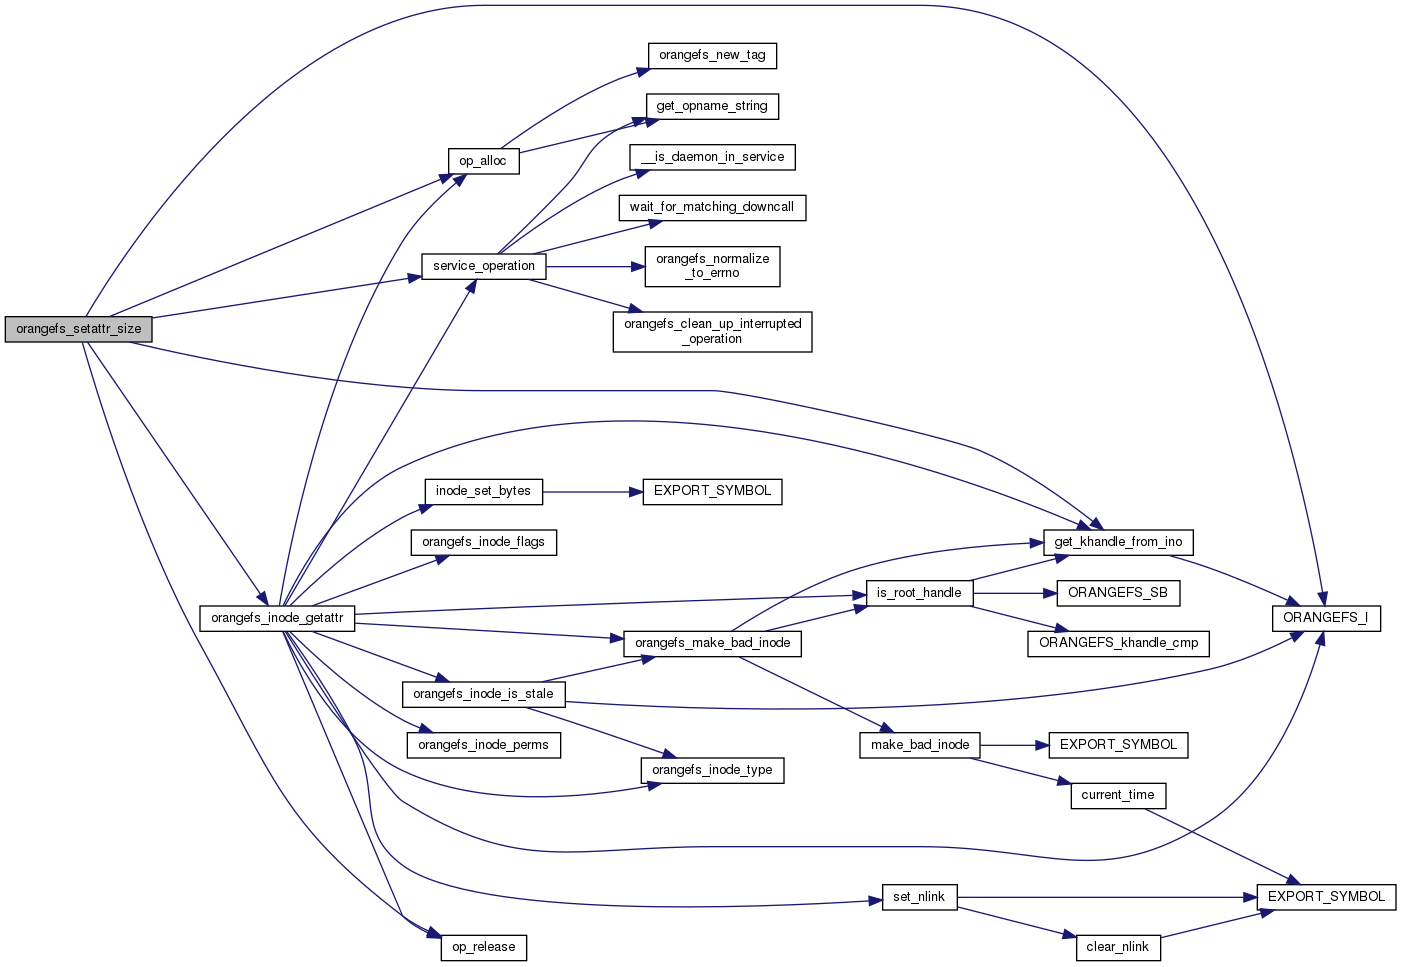 orangefs_new_tag
get_opname_string
op_alloc
__is_daemon_in_service
wait_for_matching_downcall
service_operation
orangefs_normalize
_to_errno
orangefs_setattr_size
orangefs_clean_up_interrupted
_operation
inode_set_bytes
EXPORT_SYMBOL
orangefs_inode_flags
get_khandle_from_ino
is_root_handle
ORANGEFS_SB
orangefs_inode_getattr
ORANGEFS_I
orangefs_make_bad_inode
ORANGEFS_khandle_cmp
orangefs_inode_is_stale
orangefs_inode_perms
make_bad_inode
EXPORT_SYMBOL
orangefs_inode_type
current_time
set_nlink
EXPORT_SYMBOL
op_release
clear_nlink